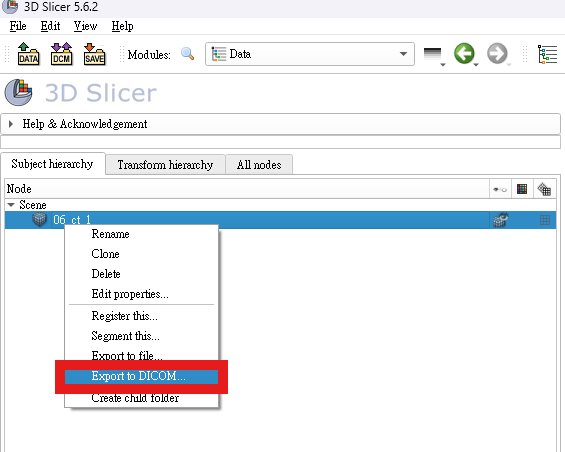 3D Slicer 5.6.2
File Edit View Help
DATA DCM SAVE Modules: Data
3D Slicer
Help & Acknowledgement
Subject hierarchy Transform hierarchy All nodes
Node
Scene
06_ct_1
Rename
Clone
Delete
Edit properties...
Register this...
Segment this...
Export to file...
Export to DICOM...
Create child folder